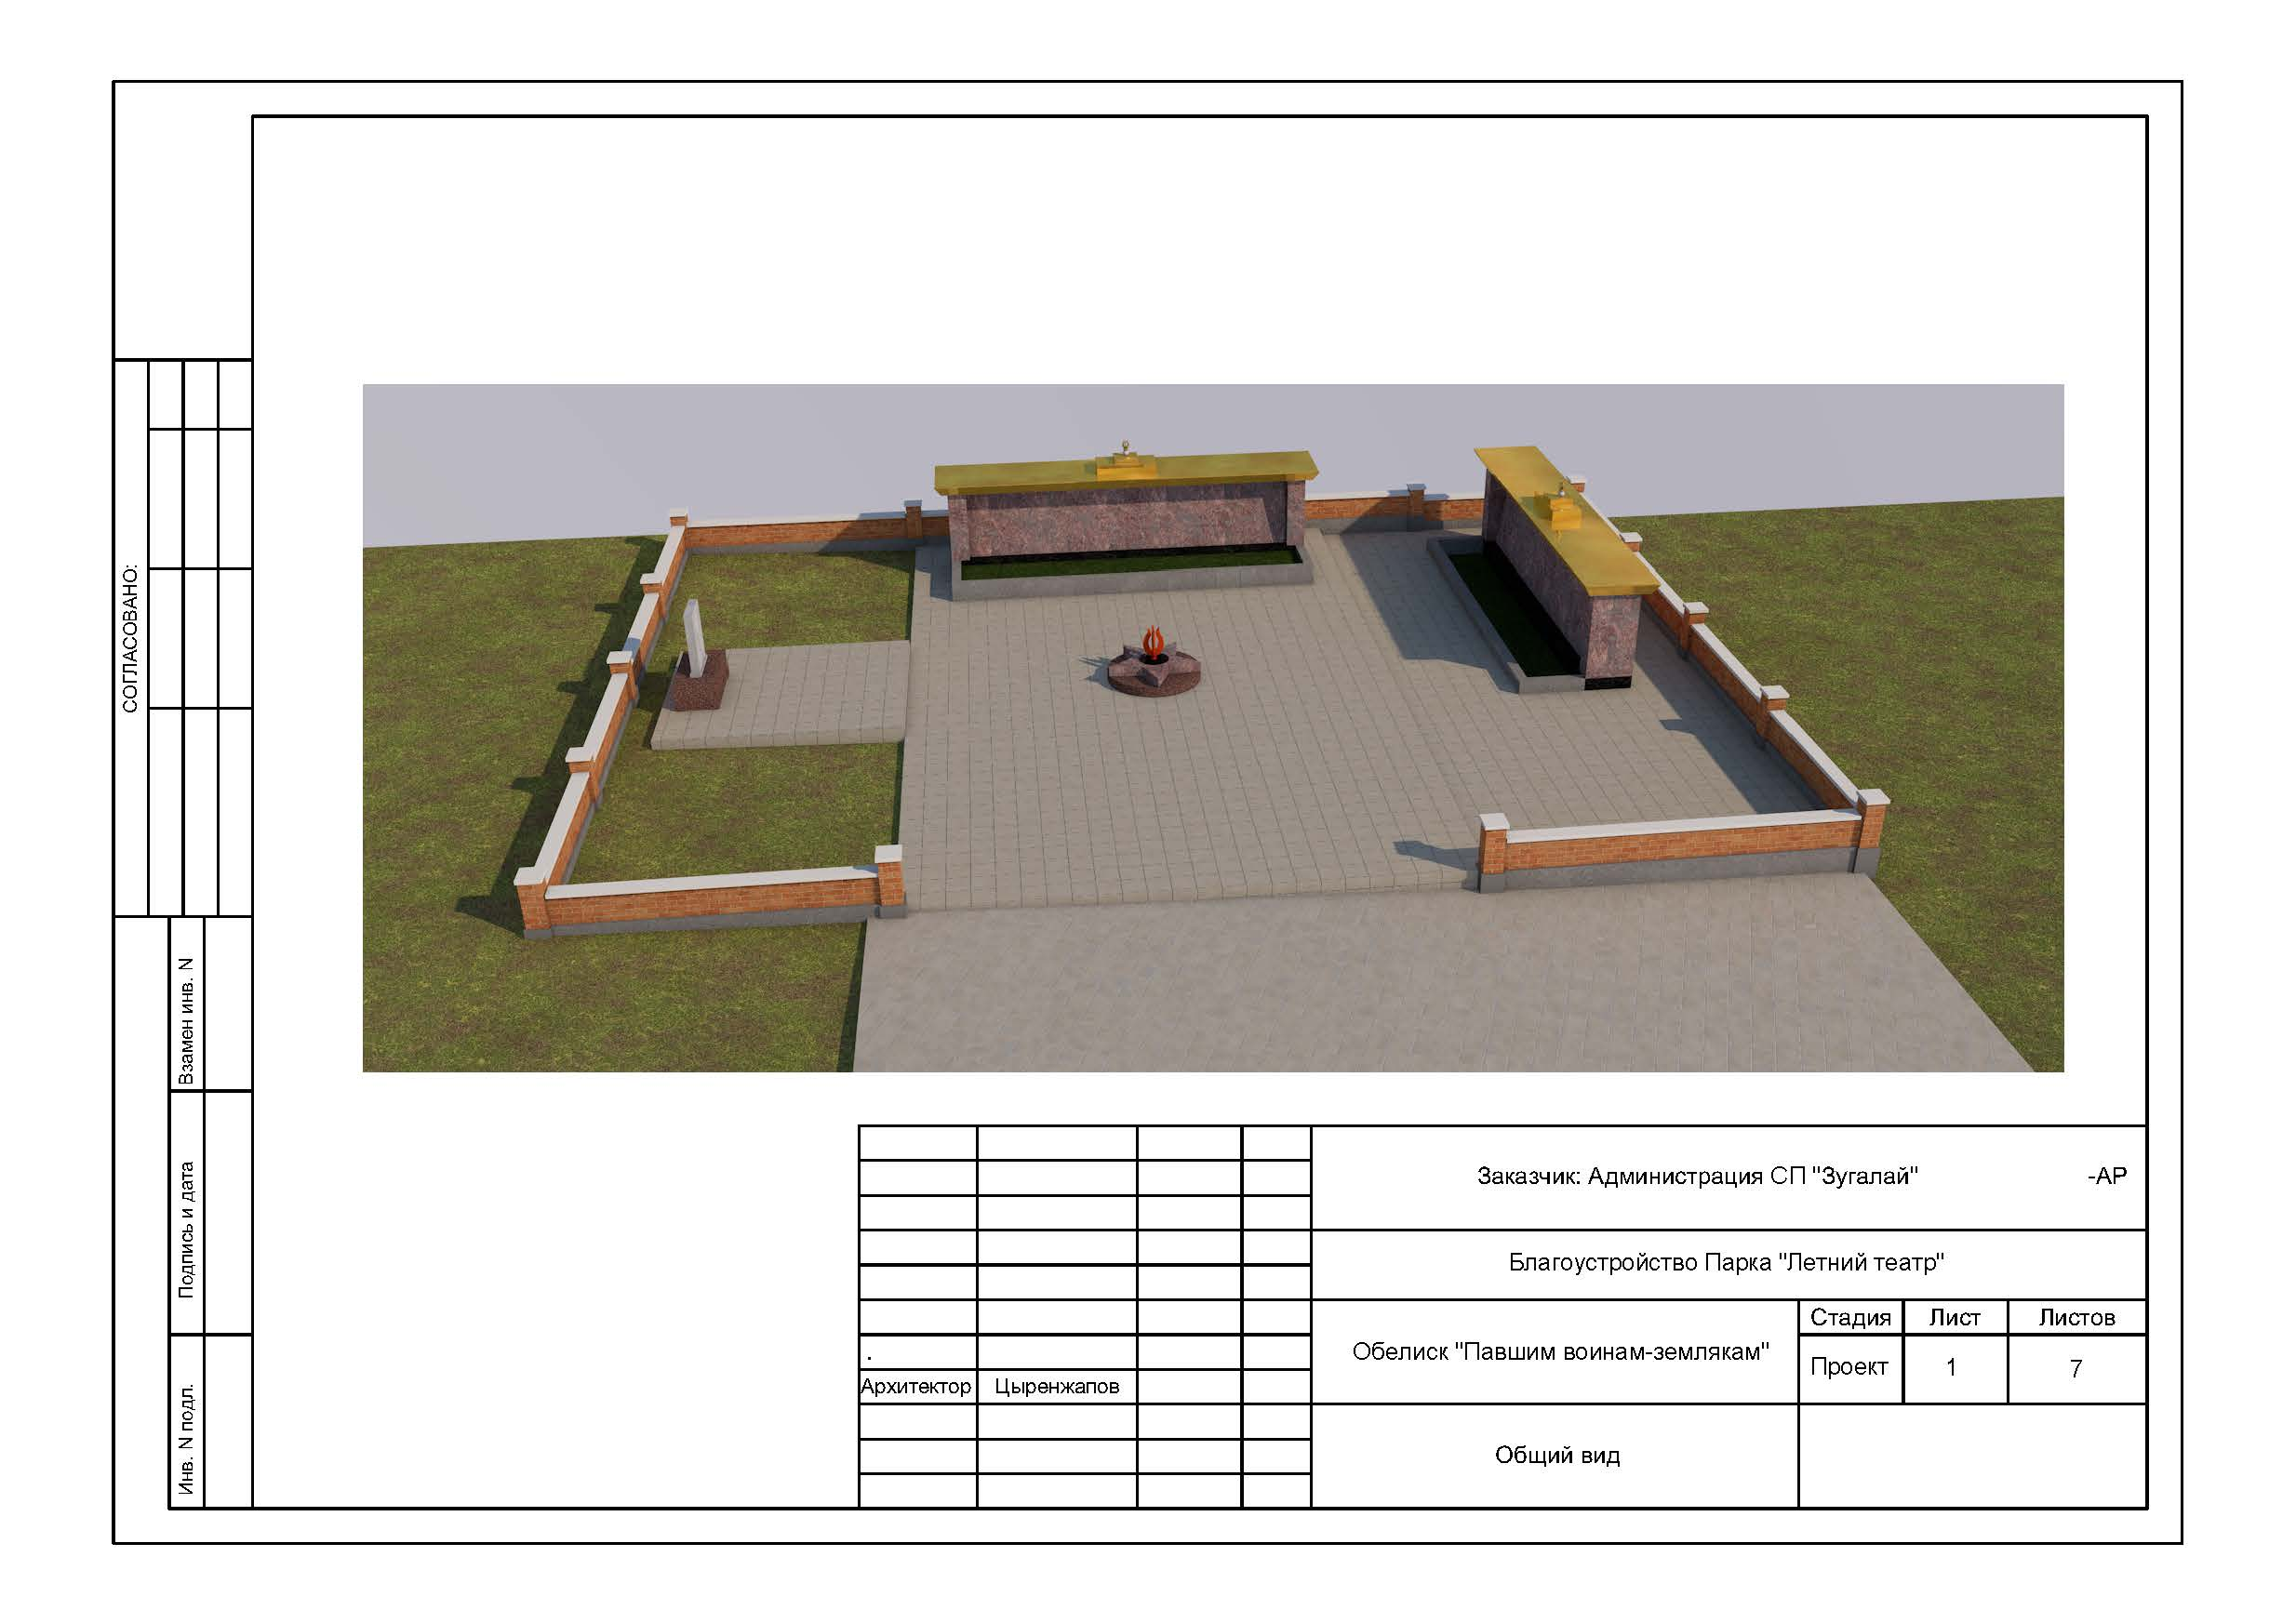 СОГЛАСОВАНО:
Взамен инв. N
Подпись и дата
Инв. N подл.
Заказчик: Администрация СП "Зугалай" -АР
Благоустройство Парка "Летний театр"
Обелиск "Павшим воинам-землякам"
Стадия Лист Листов
Проект 1 7
.
Архитектор Цыренжапов
Общий вид